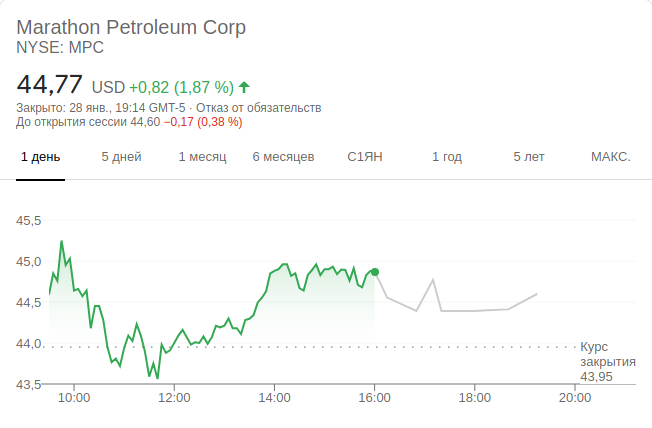 Marathon Petroleum Corp
NYSE: MPC
44,77 USD +0,82 (1,87 %)
Закрыто: 28 янв., 19:14 GMT-5 · Отказ от обязательств
До открытия сессии 44,60 −0,17 (0,38 %)
1 день 5 дней 1 месяц 6 месяцев С1ЯН 1 год 5 лет МАКС.
45,5
45,0
44,5
44,0
43,5
Курс
закрытия
43,95
10:00 12:00 14:00 16:00 18:00 20:00